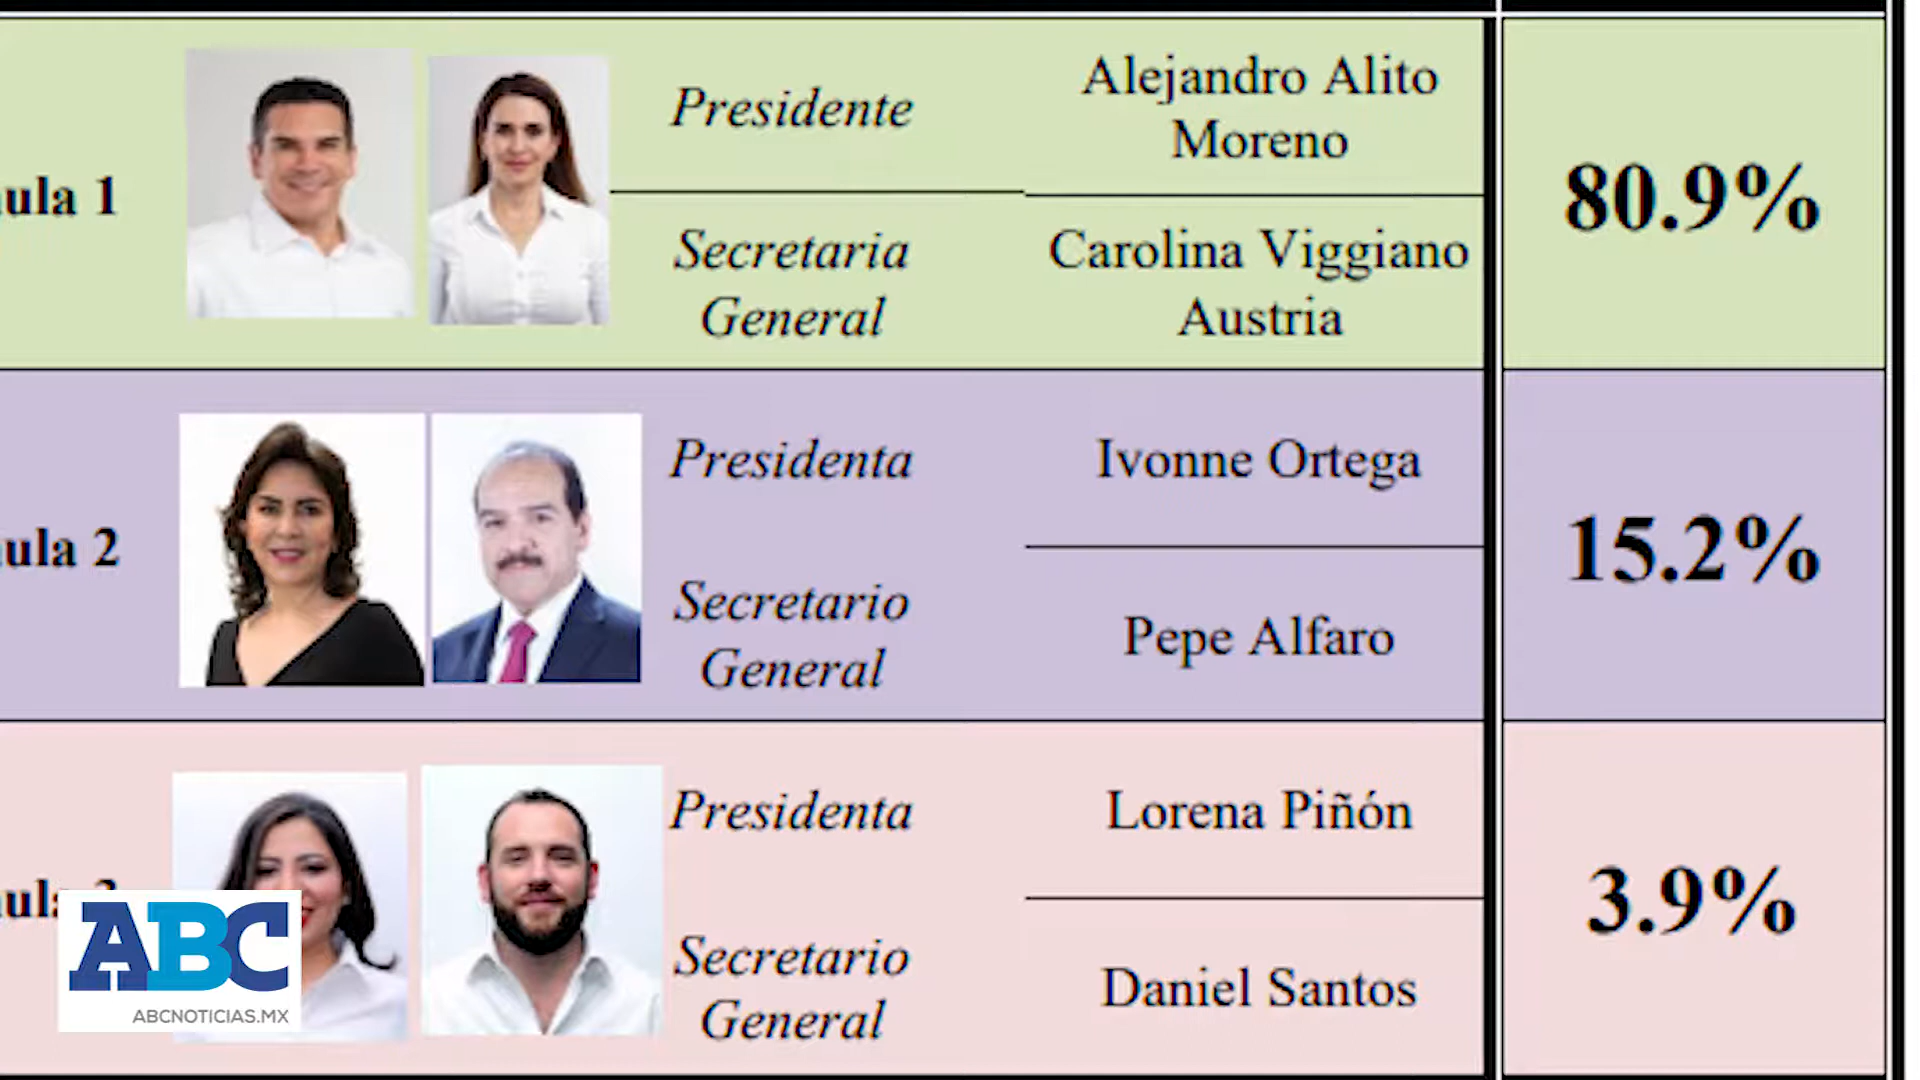 ula 1
Presidente
Alejandro Alito
Moreno
Secretaria
General
Carolina Viggiano
Austria
80.9%
ula 2
Presidenta
Ivonne Ortega
Secretario
General
Pepe Alfaro
15.2%
Presidenta
Lorena Piñón
Secretario
General
Daniel Santos
3.9%
ABC
ABCNOTICIAS.MX